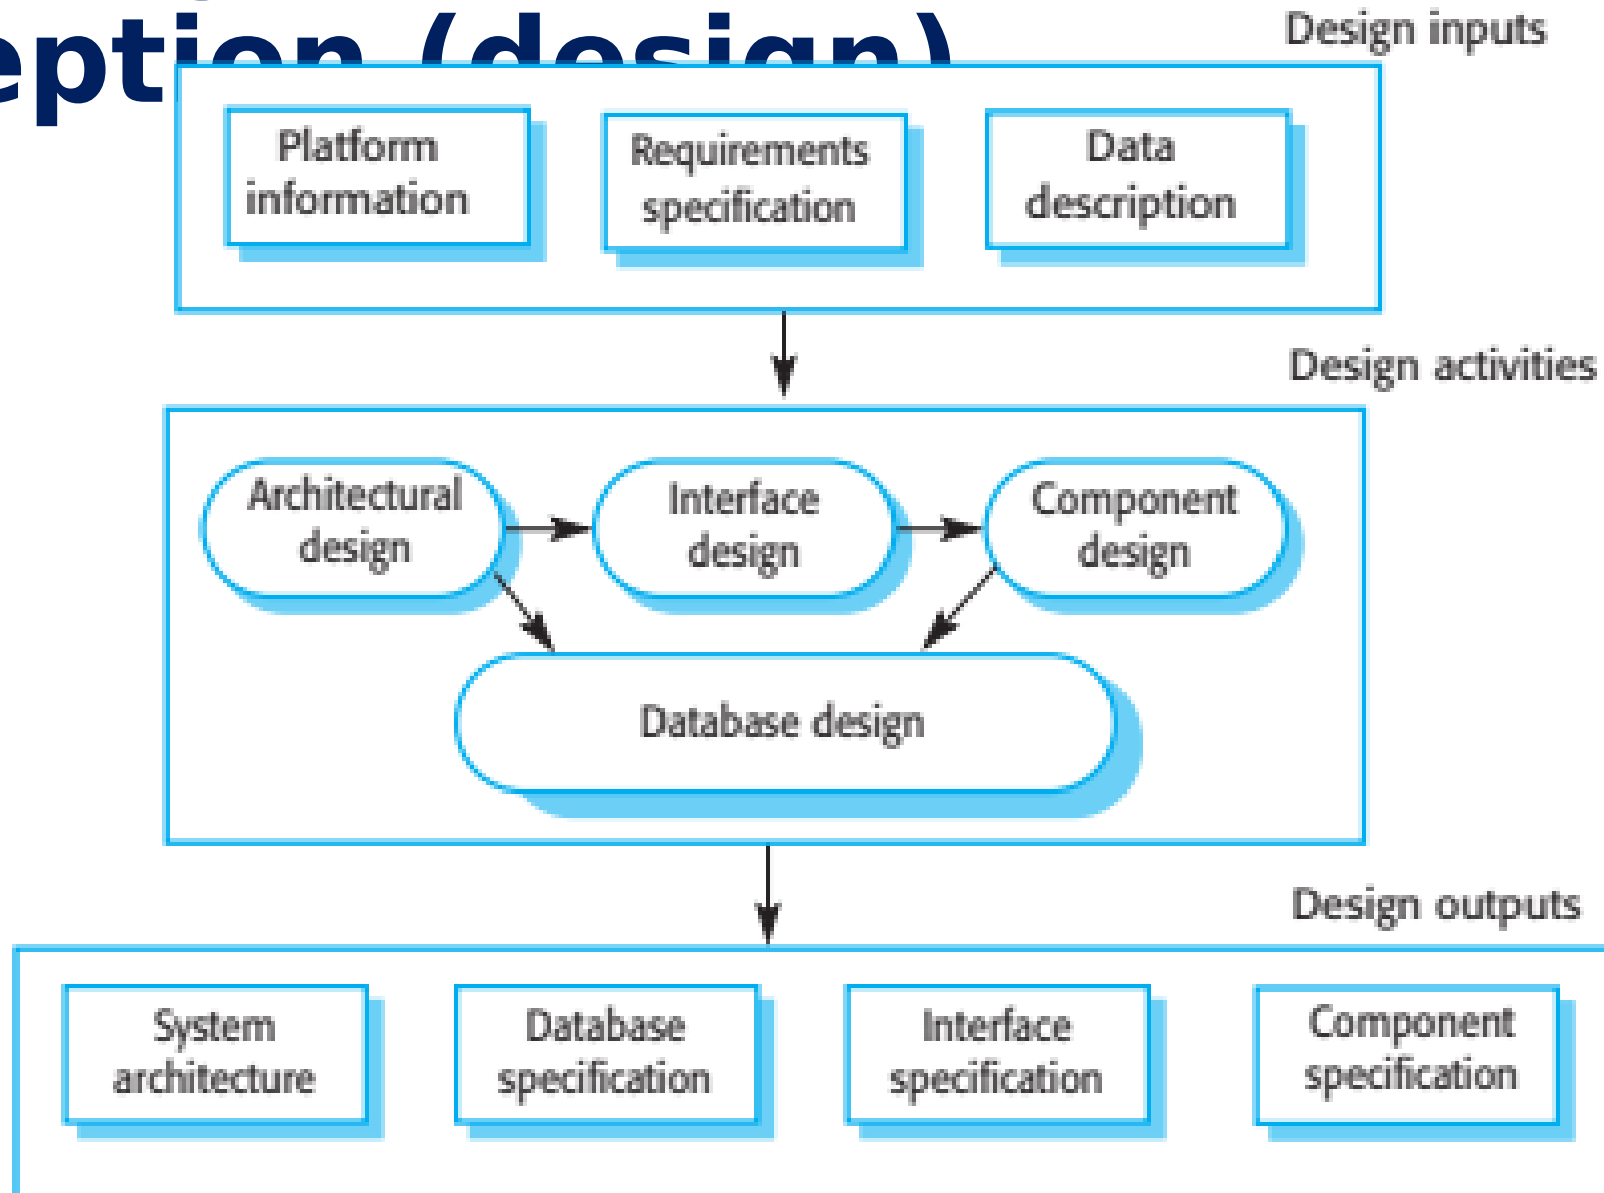 eption (design)
Design inputs
Platform
information
Requirements
specification
Data
description
Design activities
Architectural
design
Interface
design
Component
design
Database design
Design outputs
System
architecture
Database
specification
Interface
specification
Component
specification